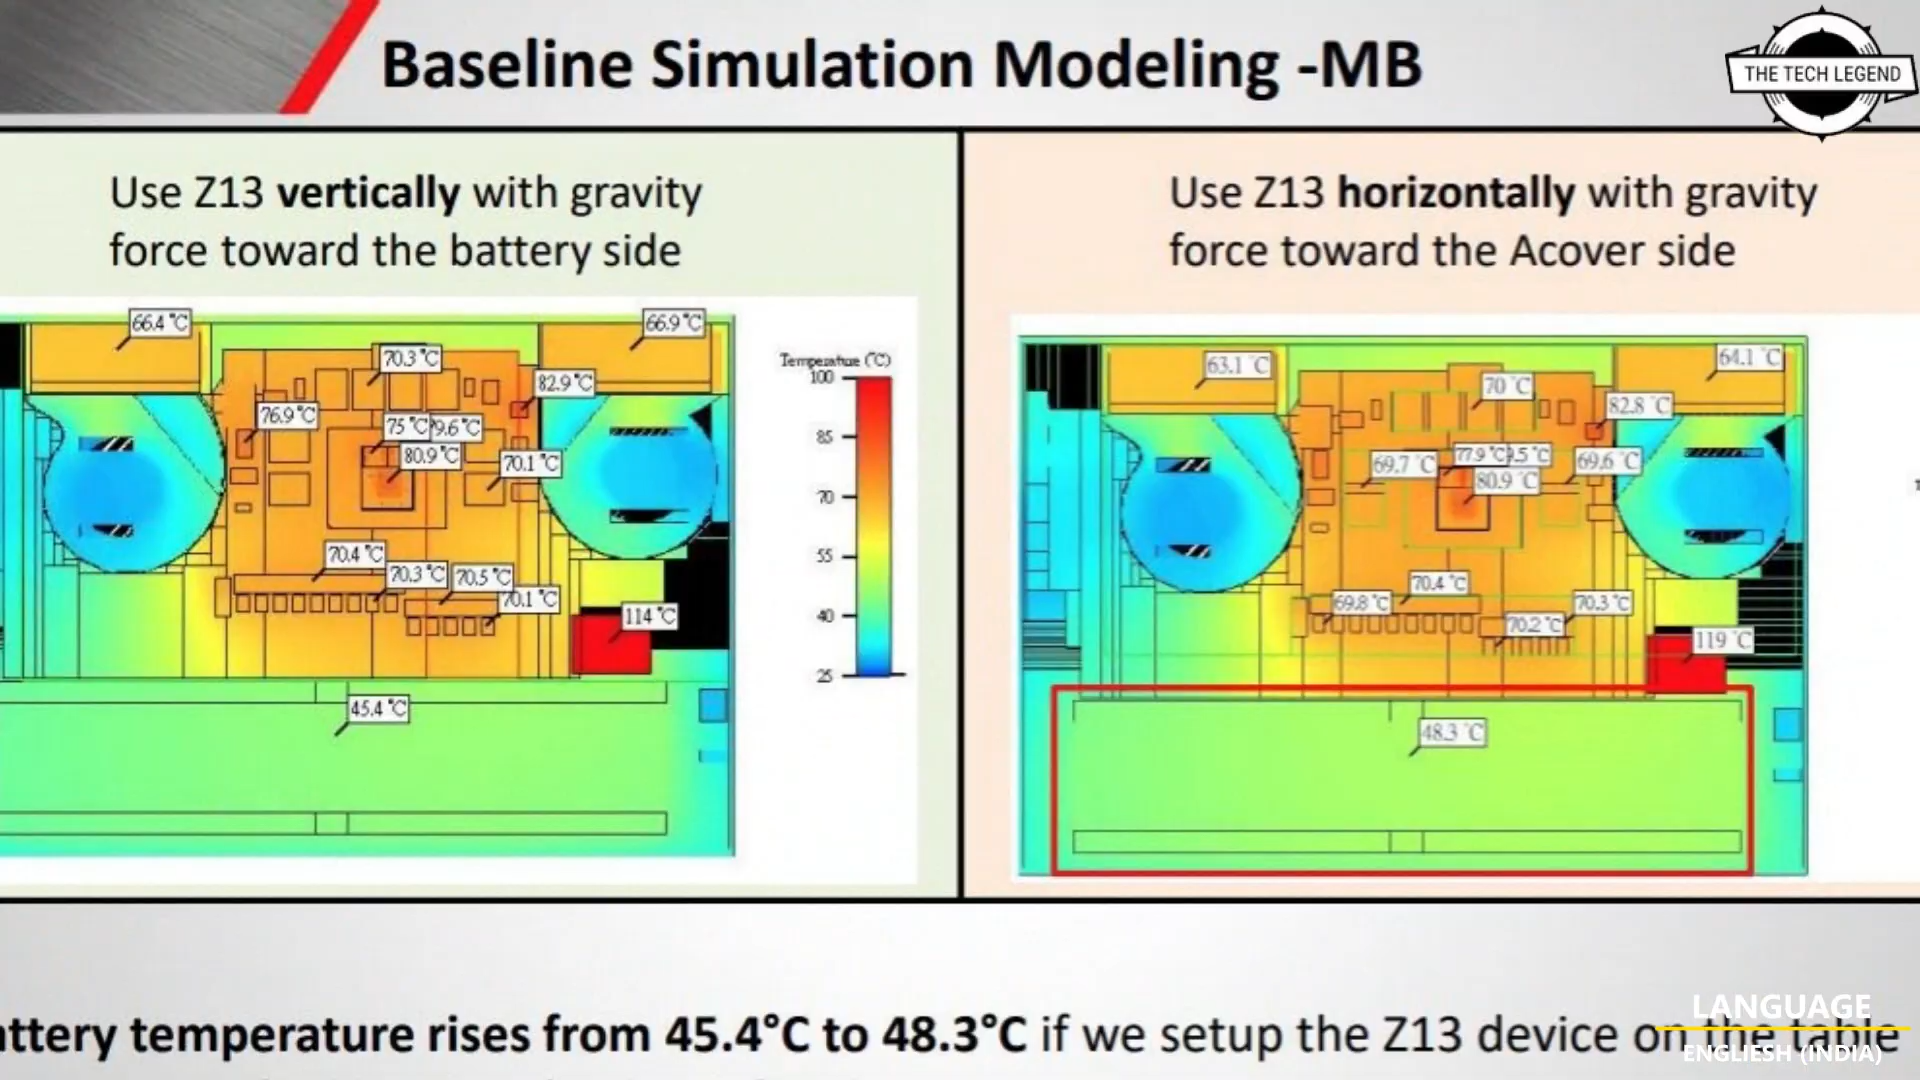 Baseline Simulation Modeling -MB
THE TECH LEGEND
Use Z13 vertically with gravity
force toward the battery side
66.4 °C
66.9 °C
70.3 °C
82.9 °C
76.9 °C
75 °C
9.6 °C
80.9 °C
70.1 °C
70.4 °C
70.3 °C
70.5 °C
70.1 °C
114 °C
45.4 °C
Temperature (°C)
100
85
70
55
40
25
Use Z13 horizontally with gravity
force toward the Acover side
63.1 °C
64.1 °C
70 °C
82.8 °C
69.7 °C
77.9 °C
9.5 °C
69.6 °C
80.9 °C
70.4 °C
69.8 °C
70.3 °C
70.2 °C
119 °C
48.3 °C
ttery temperature rises from 45.4°C to 48.3°C if we setup the Z13 device on the table
LANGUAGE
ENGLIESH (INDIA)